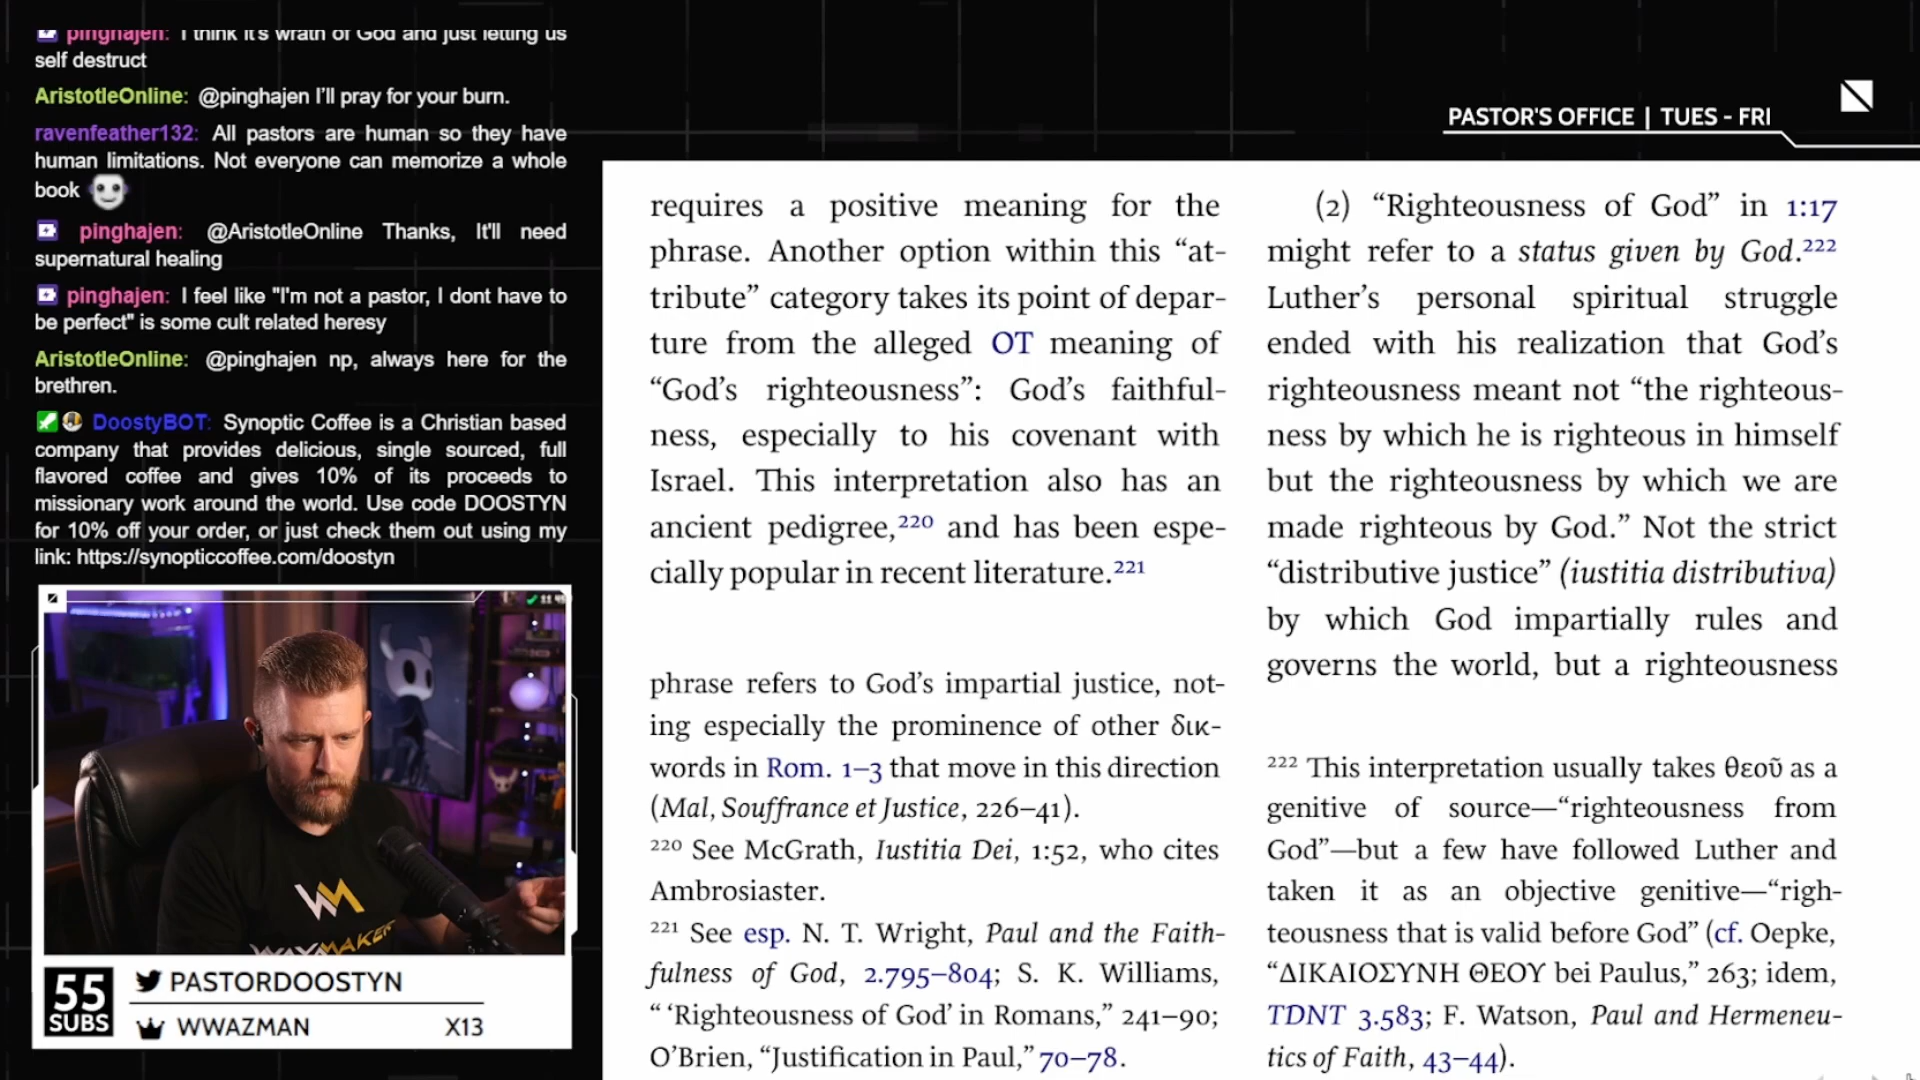 pinghajen: I think it's wrath of God and just letting us
self destruct
AristotleOnline: @pinghajen I'll pray for your burn.
ravenfeather132: All pastors are human so they have
human limitations. Not everyone can memorize a whole
book
pinghajen: @AristotleOnline Thanks, It'll need
supernatural healing
pinghajen: I feel like "I'm not a pastor, I dont have to
be perfect" is some cult related heresy
AristotleOnline: @pinghajen np, always here for the
brethren.
DoostyBOT: Synoptic Coffee is a Christian based
company that provides delicious, single sourced, full
flavored coffee and gives 10% of its proceeds to
missionary work around the world. Use code DOOSTYN
for 10% off your order, or just check them out using my
link: https://synopticcoffee.com/doostyn
WM
WAYMAKER
55
SUBS
PASTORDOOSTYN
WWAZMAN X13
PASTOR'S OFFICE | TUES - FRI
requires a positive meaning for the
phrase. Another option within this “at-
tribute” category takes its point of depar-
ture from the alleged OT meaning of
“God’s righteousness”: God’s faithful-
ness, especially to his covenant with
Israel. This interpretation also has an
ancient pedigree,220 and has been espe-
cially popular in recent literature.221
phrase refers to God’s impartial justice, not-
ing especially the prominence of other δικ-
words in Rom. 1–3 that move in this direction
(Mal, Souffrance et Justice, 226–41).
220 See McGrath, Iustitia Dei, 1:52, who cites
Ambrosiaster.
221 See esp. N. T. Wright, Paul and the Faith-
fulness of God, 2.795–804; S. K. Williams,
“ ‘Righteousness of God’ in Romans,” 241–90;
O’Brien, “Justification in Paul,” 70–78.
(2) “Righteousness of God” in 1:17
might refer to a status given by God.222
Luther’s personal spiritual struggle
ended with his realization that God’s
righteousness meant not “the righteous-
ness by which he is righteous in himself
but the righteousness by which we are
made righteous by God.” Not the strict
“distributive justice” (iustitia distributiva)
by which God impartially rules and
governs the world, but a righteousness
222 This interpretation usually takes θεοῦ as a
genitive of source—“righteousness from
God”—but a few have followed Luther and
taken it as an objective genitive—“righ-
teousness that is valid before God” (cf. Oepke,
“ΔΙΚΑΙΟΣΥΝΗ ΘΕΟΥ bei Paulus,” 263; idem,
TDNT 3.583; F. Watson, Paul and Hermeneu-
tics of Faith, 43–44).